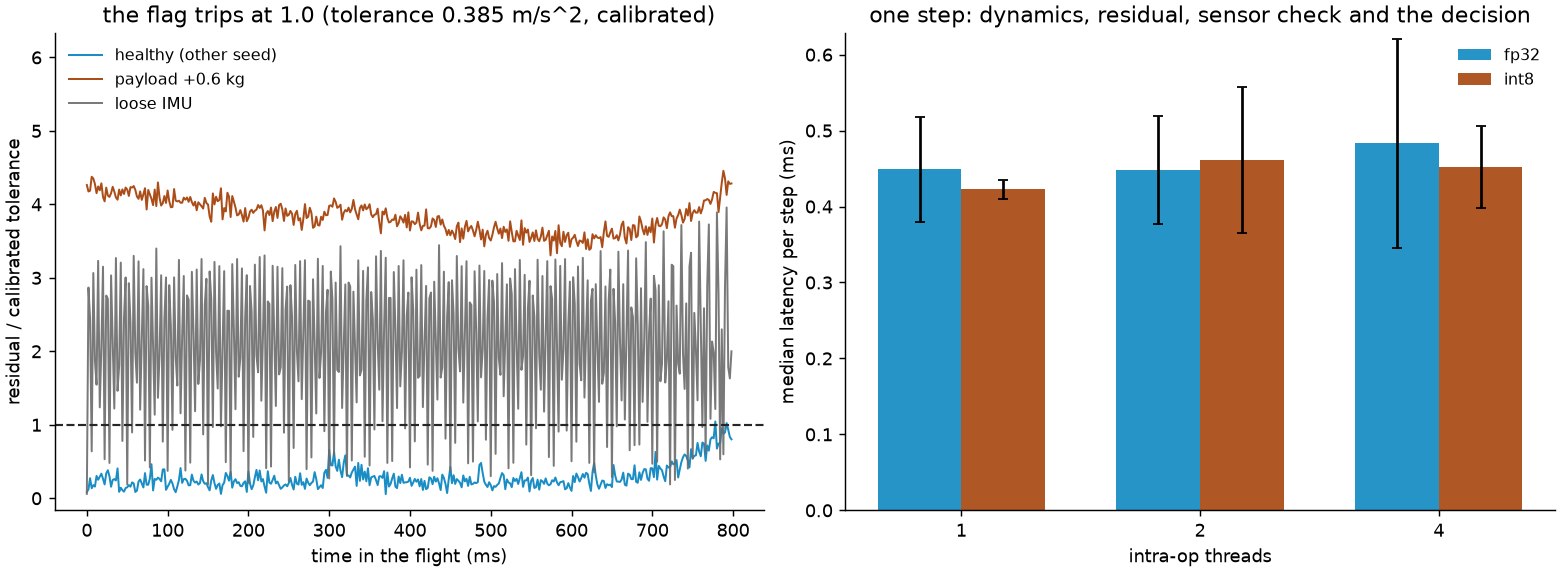 the flag trips at 1.0 (tolerance 0.385 m/s^2, calibrated)
healthy (other seed)
payload +0.6 kg
loose IMU
residual / calibrated tolerance
6
5
4
3
2
1
0
0 100 200 300 400 500 600 700 800
time in the flight (ms)
one step: dynamics, residual, sensor check and the decision
fp32
int8
median latency per step (ms)
0.6
0.5
0.4
0.3
0.2
0.1
0.0
1 2 4
intra-op threads